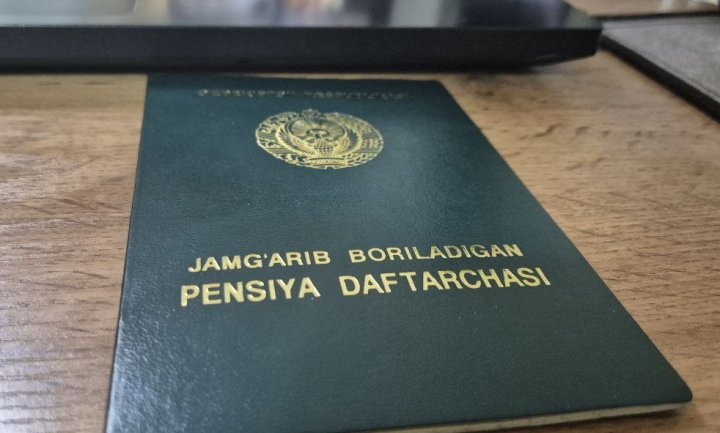 JAMG'ARIB BORILADIGAN
PENSIYA DAFTARCHASI